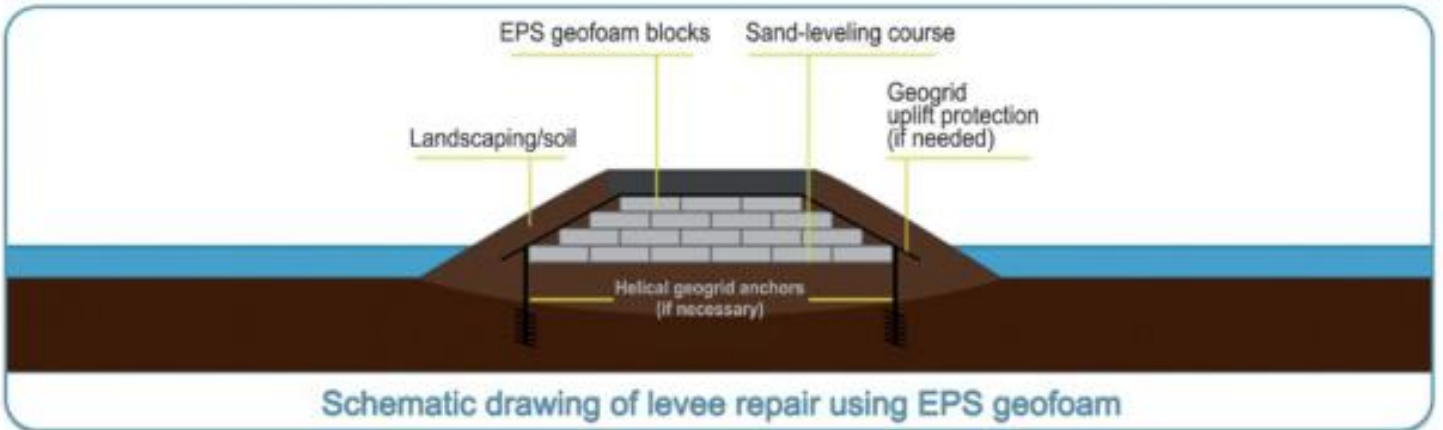 EPS geofoam blocks
Sand-leveling course
Geogrid
uplift protection
(if needed)
Landscaping/soil
Helical geogrid anchors
(if necessary)
Schematic drawing of levee repair using EPS geofoam